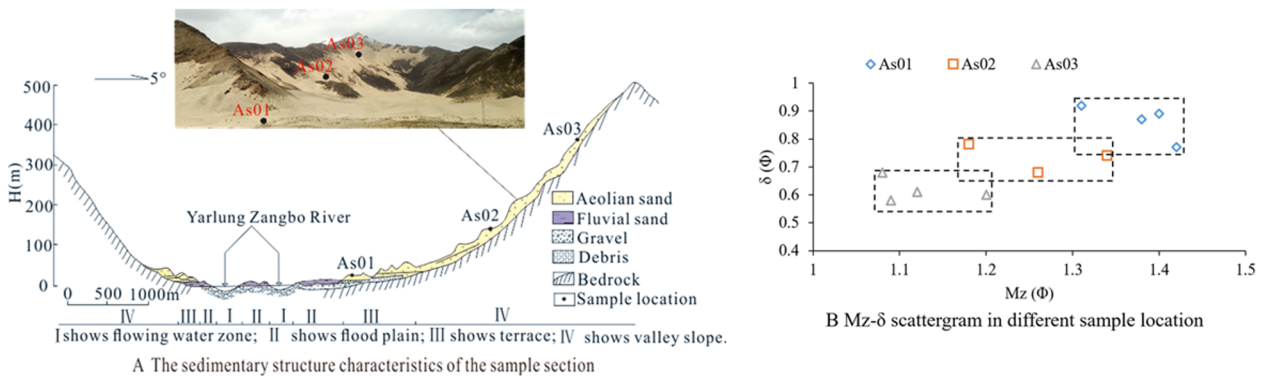 As03
As02
As01
5°
500
400
300
200
100
0
H(m)
As03
As02
As01
Yarlung Zangbo River
Aeolian sand
Fluvial sand
Gravel
Debris
Bedrock
Sample location
0 500 1000m
IV III II I II I II III IV
I shows flowing water zone; II shows flood plain; III shows terrace; IV shows valley slope.
A The sedimentary structure characteristics of the sample section
As01 As02 As03
1
0.9
0.8
0.7
0.6
0.5
0.4
δ (Φ)
1 1.1 1.2 1.3 1.4 1.5
Mz (Φ)
B Mz-δ scattergram in different sample location